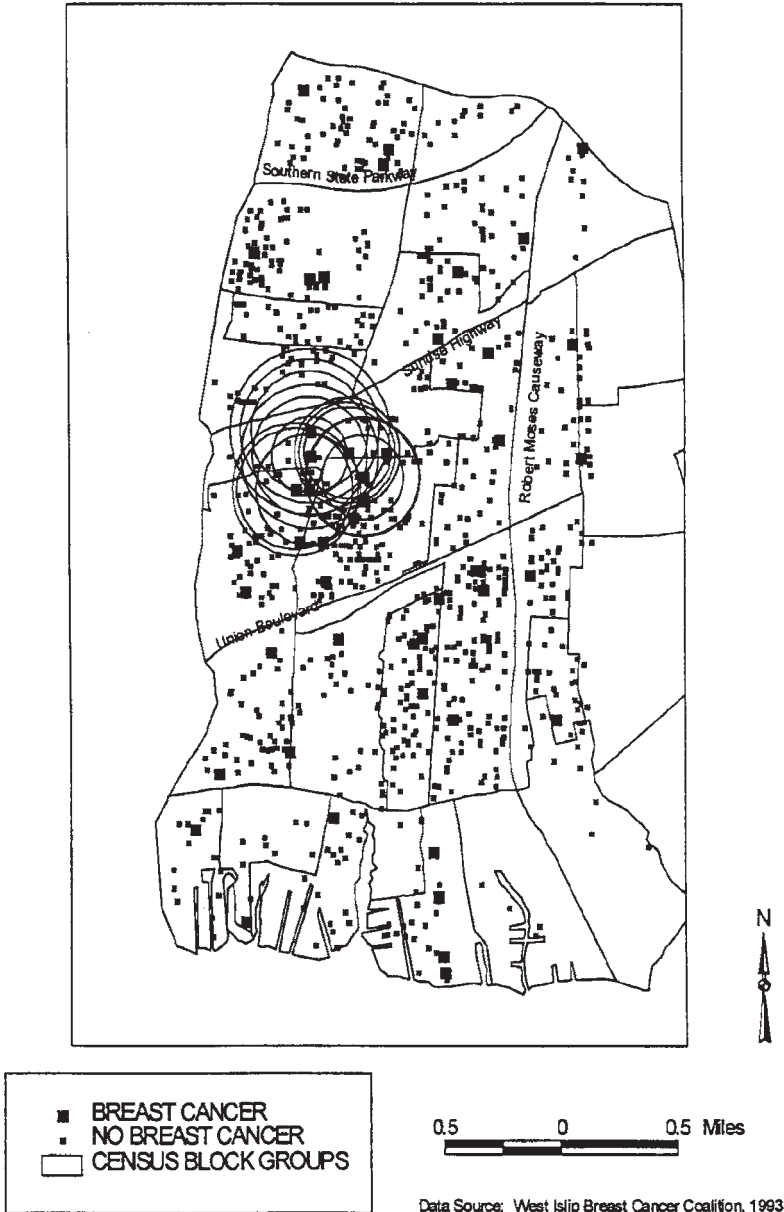 Southern State Parkway
Sunrise Highway
Robert Moses Causeway
Union Boulevard
N
BREAST CANCER
NO BREAST CANCER
CENSUS BLOCK GROUPS
0.5 0 0.5 Miles
Data Source: West Islip Breast Cancer Coalition, 1993